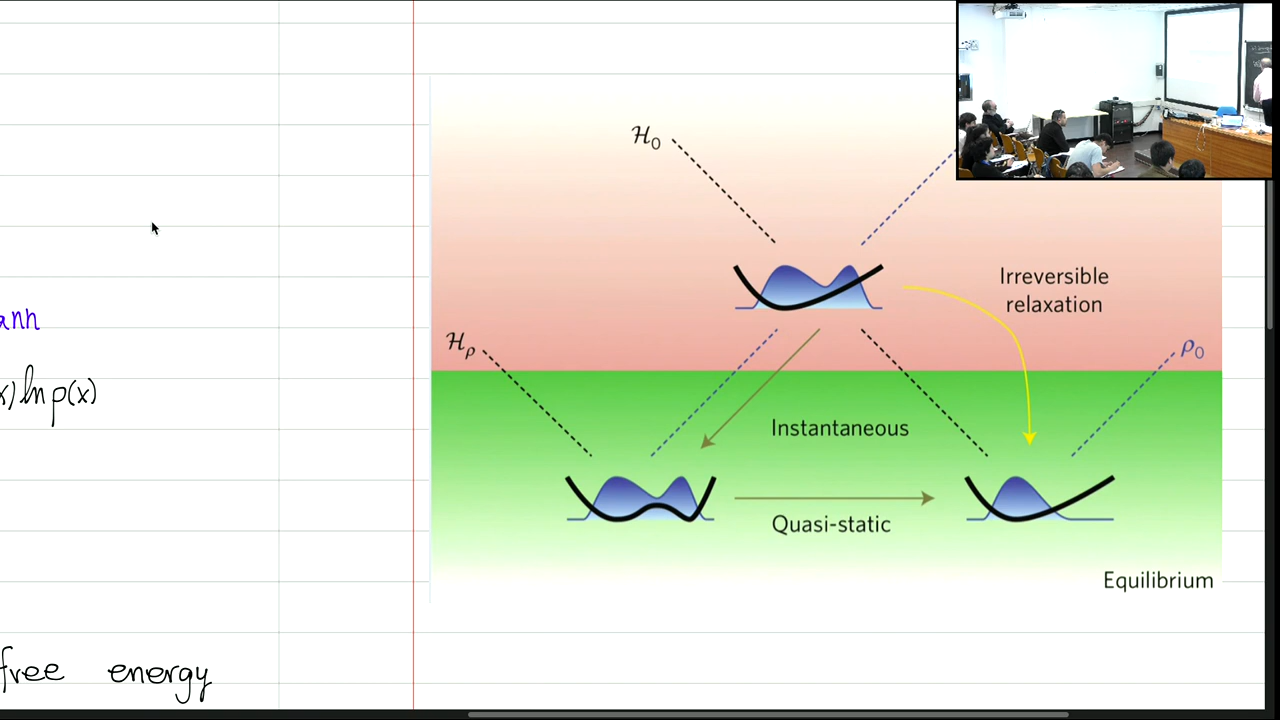 H₀
Irreversible
relaxation
anh
Hρ
ρ₀
x) ln ρ(x)
Instantaneous
Quasi-static
Equilibrium
free energy